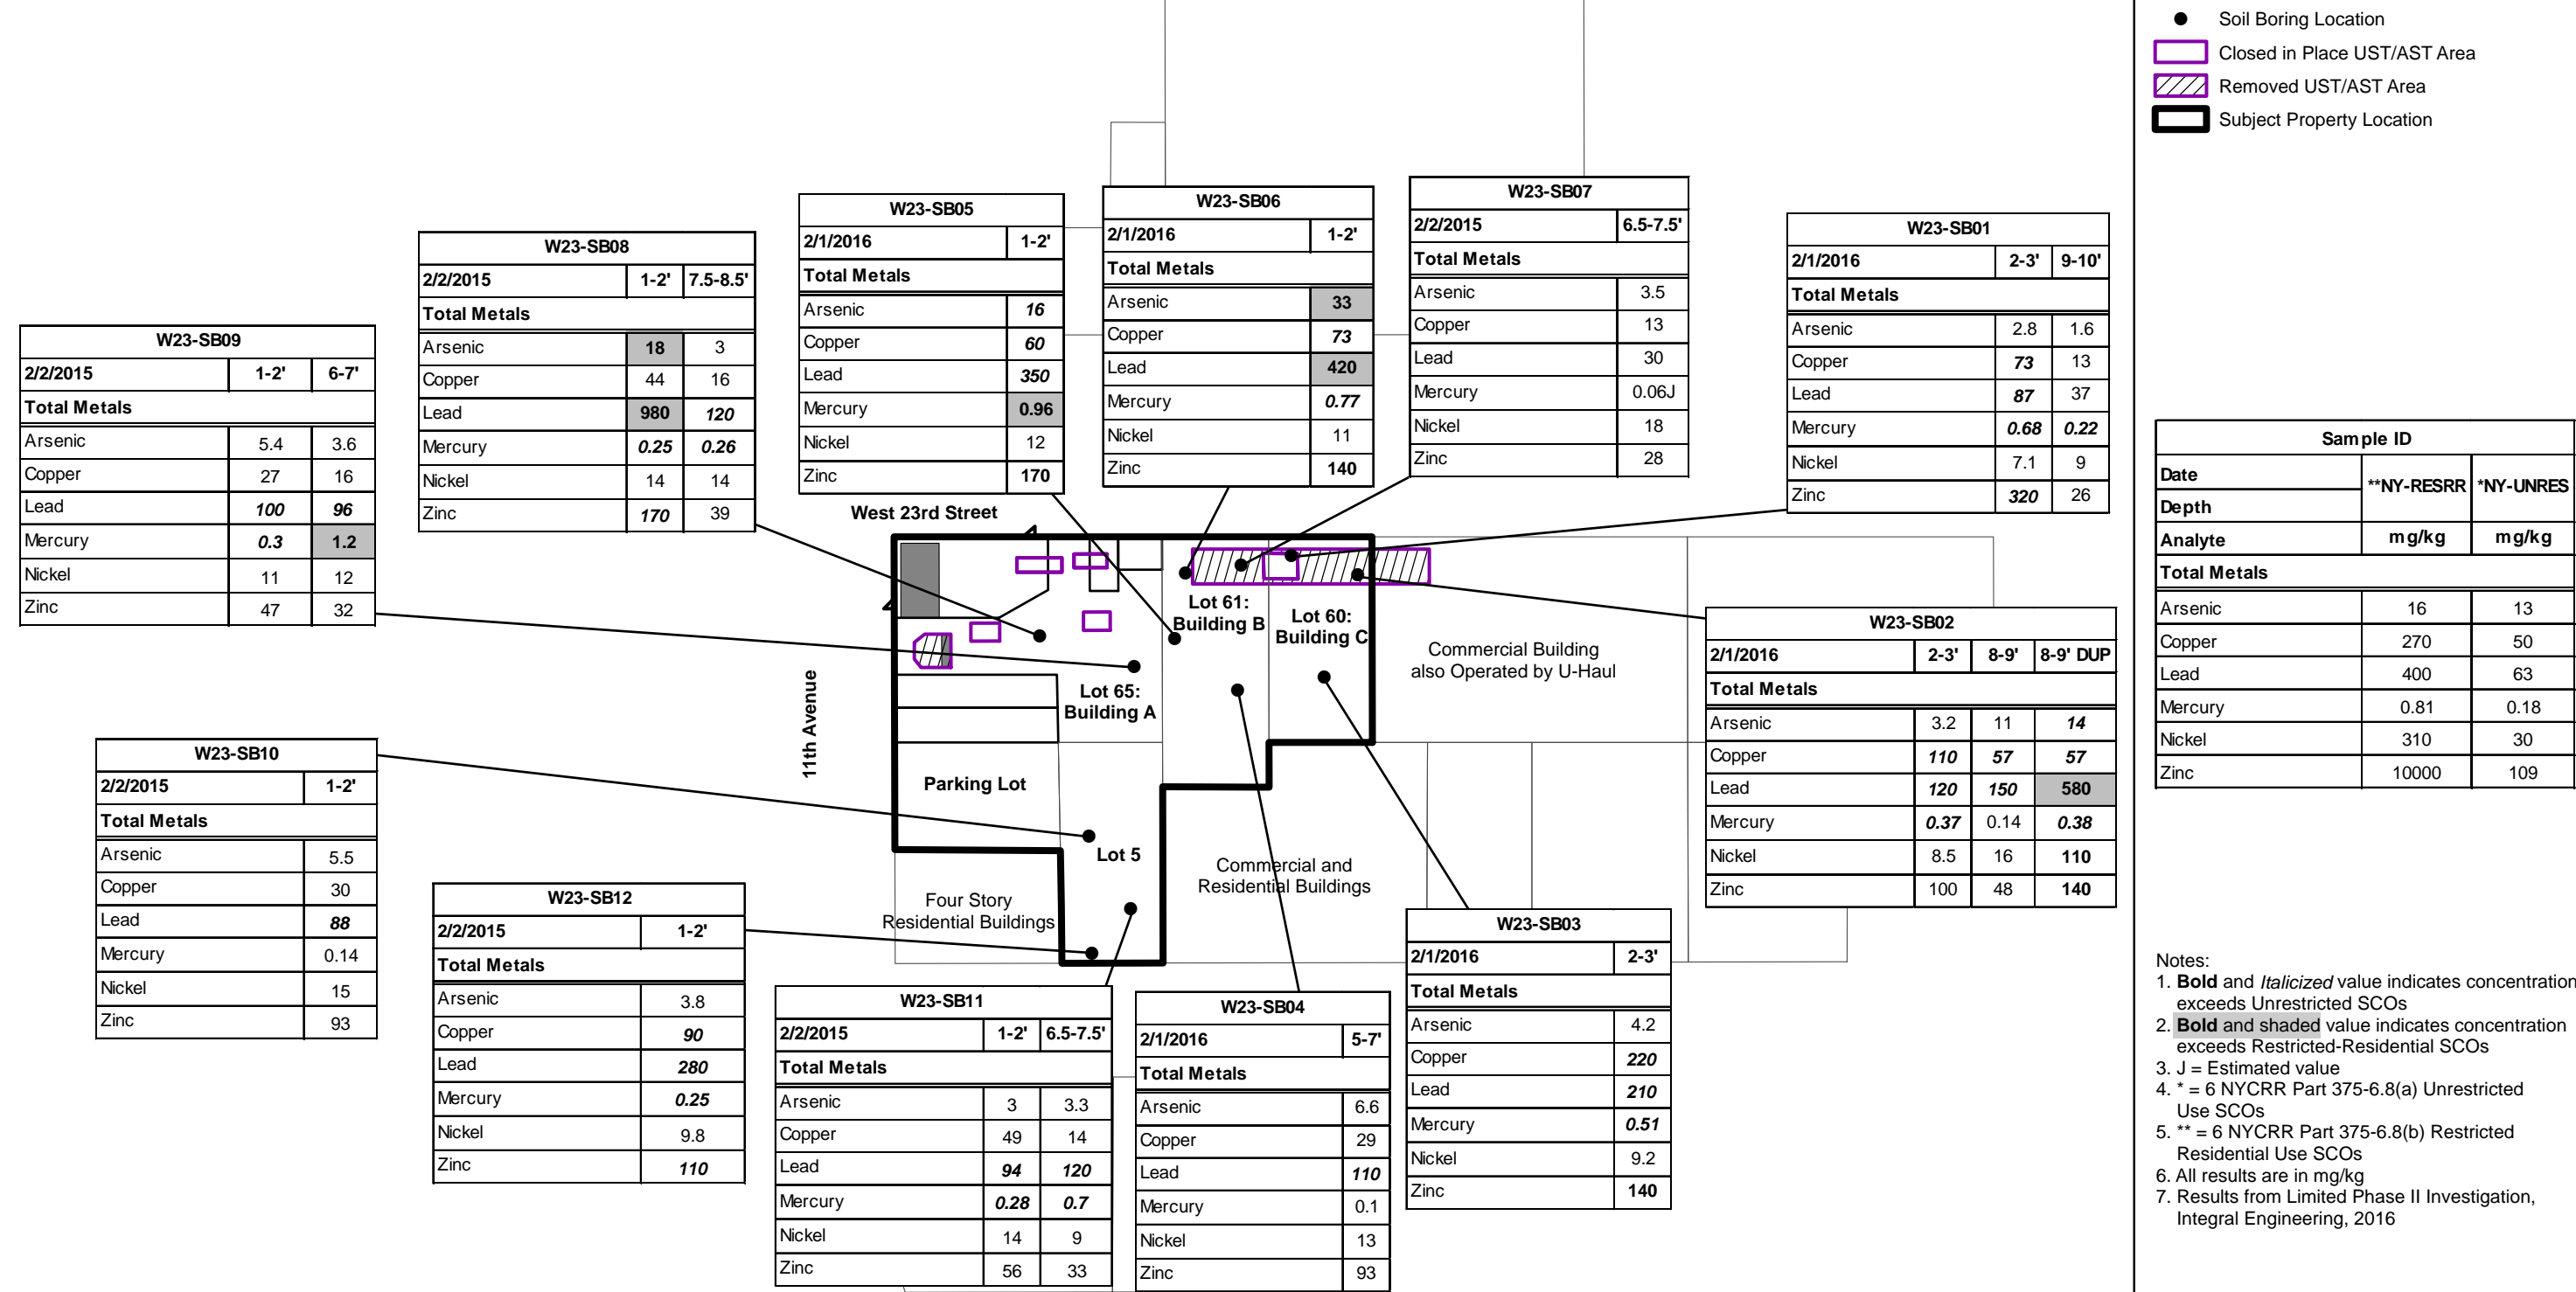 Soil Boring Location
Closed in Place UST/AST Area
Removed UST/AST Area
Subject Property Location
W23-SB09
2/2/2015 1-2' 6-7'
Total Metals
Arsenic 5.4 3.6
Copper 27 16
Lead 100 96
Mercury 0.3 1.2
Nickel 11 12
Zinc 47 32
W23-SB08
2/2/2015 1-2' 7.5-8.5'
Total Metals
Arsenic 18 3
Copper 44 16
Lead 980 120
Mercury 0.25 0.26
Nickel 14 14
Zinc 170 39
W23-SB05
2/1/2016 1-2'
Total Metals
Arsenic 16
Copper 60
Lead 350
Mercury 0.96
Nickel 12
Zinc 170
W23-SB06
2/1/2016 1-2'
Total Metals
Arsenic 33
Copper 73
Lead 420
Mercury 0.77
Nickel 11
Zinc 140
W23-SB07
2/2/2015 6.5-7.5'
Total Metals
Arsenic 3.5
Copper 13
Lead 30
Mercury 0.06J
Nickel 18
Zinc 28
W23-SB01
2/1/2016 2-3' 9-10'
Total Metals
Arsenic 2.8 1.6
Copper 73 13
Lead 87 37
Mercury 0.68 0.22
Nickel 7.1 9
Zinc 320 26
Sample ID
Date **NY-RESRR *NY-UNRES
Depth
Analyte mg/kg mg/kg
Total Metals
Arsenic 16 13
Copper 270 50
Lead 400 63
Mercury 0.81 0.18
Nickel 310 30
Zinc 10000 109
West 23rd Street
11th Avenue
Lot 61:
Building B
Lot 60:
Building C
Lot 65:
Building A
Parking Lot
Lot 5
Commercial Building
also Operated by U-Haul
Commercial and
Residential Buildings
Four Story
Residential Buildings
W23-SB02
2/1/2016 2-3' 8-9' 8-9' DUP
Total Metals
Arsenic 3.2 11 14
Copper 110 57 57
Lead 120 150 580
Mercury 0.37 0.14 0.38
Nickel 8.5 16 110
Zinc 100 48 140
W23-SB10
2/2/2015 1-2'
Total Metals
Arsenic 5.5
Copper 30
Lead 88
Mercury 0.14
Nickel 15
Zinc 93
W23-SB12
2/2/2015 1-2'
Total Metals
Arsenic 3.8
Copper 90
Lead 280
Mercury 0.25
Nickel 9.8
Zinc 110
W23-SB11
2/2/2015 1-2' 6.5-7.5'
Total Metals
Arsenic 3 3.3
Copper 49 14
Lead 94 120
Mercury 0.28 0.7
Nickel 14 9
Zinc 56 33
W23-SB04
2/1/2016 5-7'
Total Metals
Arsenic 6.6
Copper 29
Lead 110
Mercury 0.1
Nickel 13
Zinc 93
W23-SB03
2/1/2016 2-3'
Total Metals
Arsenic 4.2
Copper 220
Lead 210
Mercury 0.51
Nickel 9.2
Zinc 140
Notes:
1. Bold and Italicized value indicates concentration
exceeds Unrestricted SCOs
2. Bold and shaded value indicates concentration
exceeds Restricted-Residential SCOs
3. J = Estimated value
4. * = 6 NYCRR Part 375-6.8(a) Unrestricted
Use SCOs
5. ** = 6 NYCRR Part 375-6.8(b) Restricted
Residential Use SCOs
6. All results are in mg/kg
7. Results from Limited Phase II Investigation,
Integral Engineering, 2016